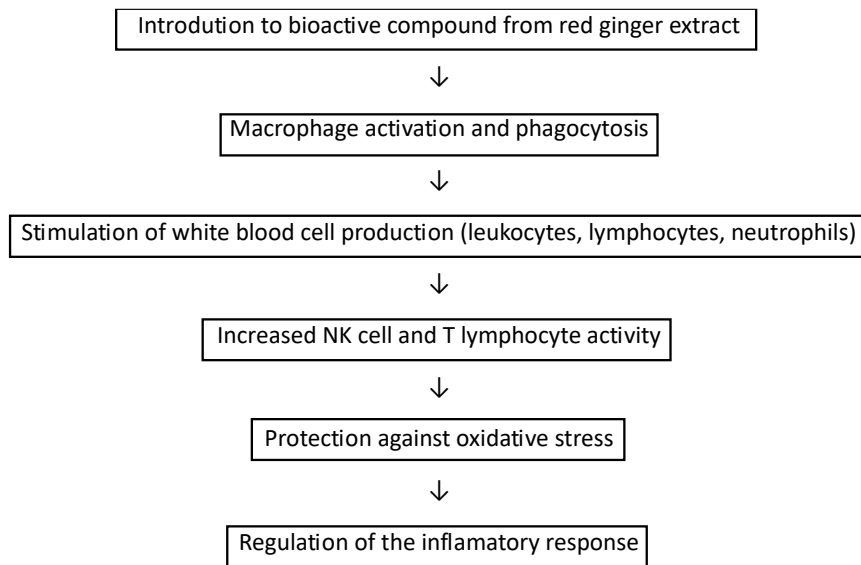 Introdution to bioactive compound from red ginger extract
↓
Macrophage activation and phagocytosis
↓
Stimulation of white blood cell production (leukocytes, lymphocytes, neutrophils)
↓
Increased NK cell and T lymphocyte activity
↓
Protection against oxidative stress
↓
Regulation of the inflamatory response